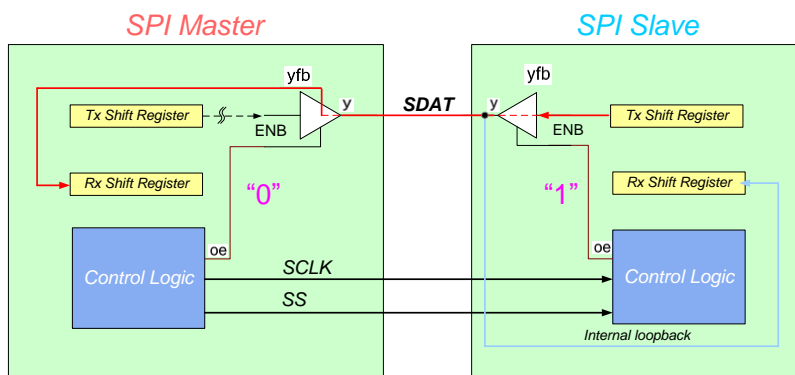 SPI Master
SPI Slave
yfb
yfb
Tx Shift Register
ENB
y
SDAT
y
ENB
Tx Shift Register
Rx Shift Register
“0”
“1”
Rx Shift Register
oe
oe
Control Logic
SCLK
Control Logic
SS
Internal loopback